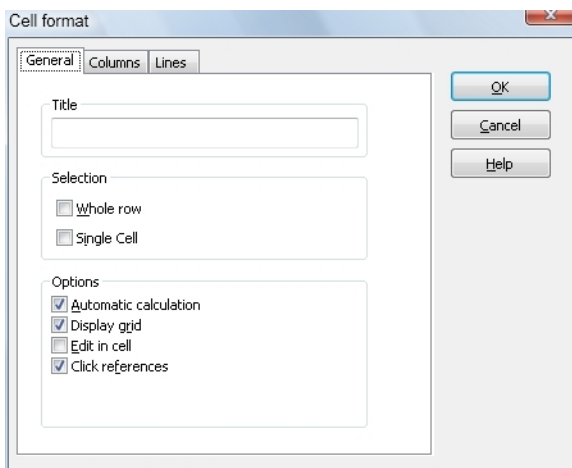 Cell format
General Columns Lines
Title
Selection
Whole row
Single Cell
Options
Automatic calculation
Display grid
Edit in cell
Click references
OK
Cancel
Help